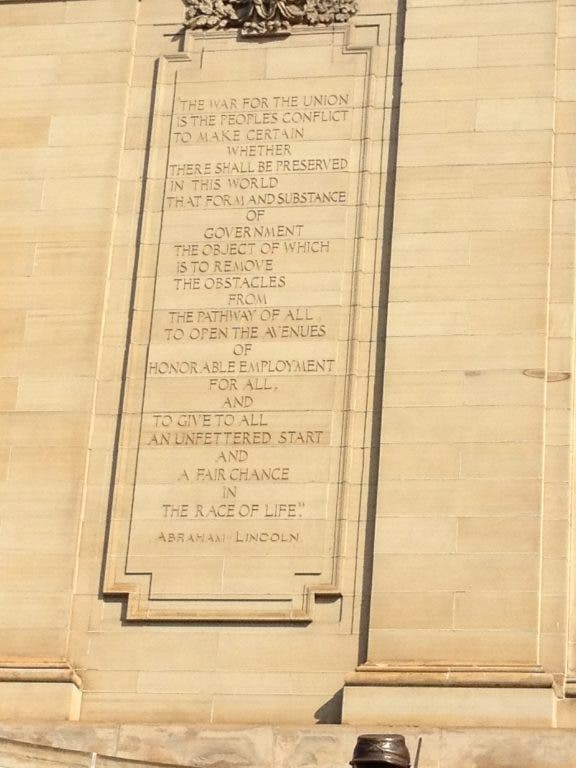 "THE WAR FOR THE UNION
IS THE PEOPLES CONFLICT
TO MAKE CERTAIN
WHETHER
THERE SHALL BE PRESERVED
IN THIS WORLD
THAT FORM AND SUBSTANCE
OF
GOVERNMENT
THE OBJECT OF WHICH
IS TO REMOVE
THE OBSTACLES
FROM
THE PATHWAY OF ALL,
TO OPEN THE AVENUES
OF
HONORABLE EMPLOYMENT
FOR ALL,
AND
TO GIVE TO ALL
AN UNFETTERED START
AND
A FAIR CHANCE
IN
THE RACE OF LIFE."
ABRAHAM LINCOLN